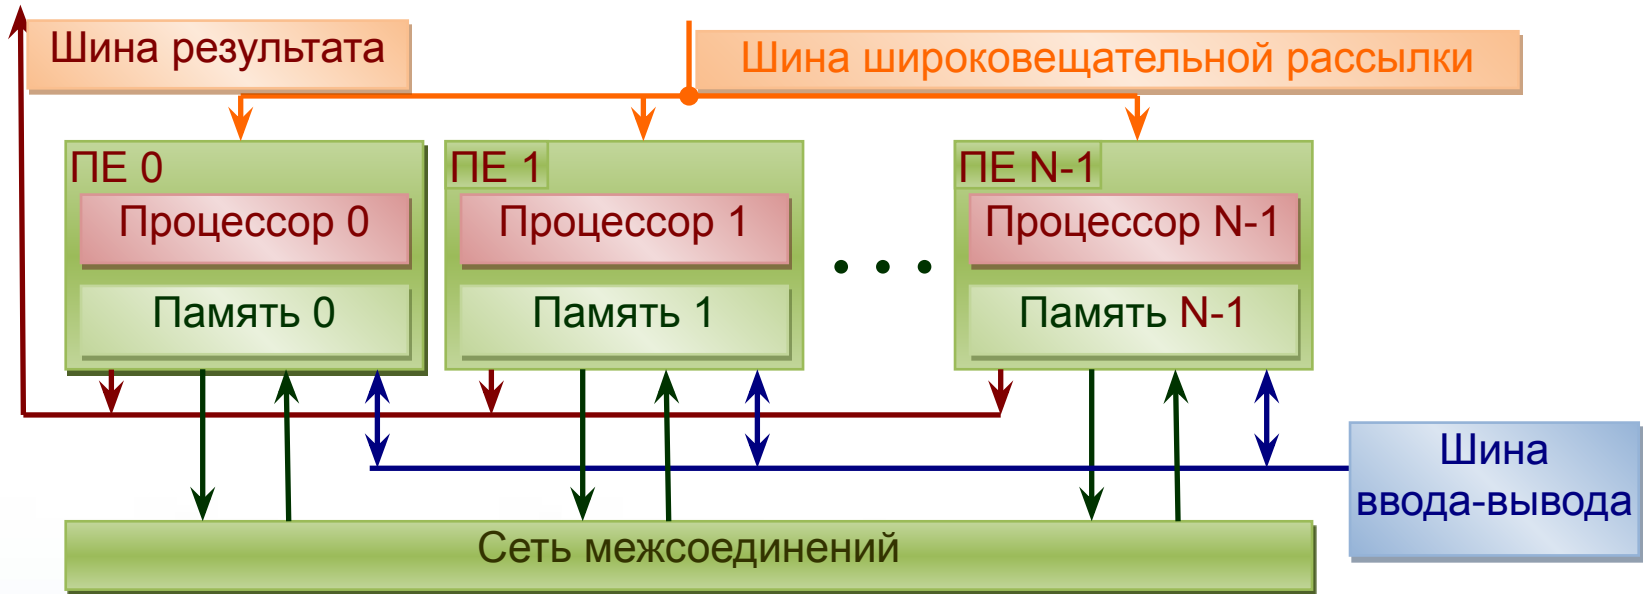 Шина результата
Шина широковещательной рассылки
ПЕ 0
ПЕ 1
ПЕ N-1
Процессор 0
Процессор 1
Процессор N-1
Память 0
Память 1
Память N-1
Шина
ввода-вывода
Сеть межсоединений